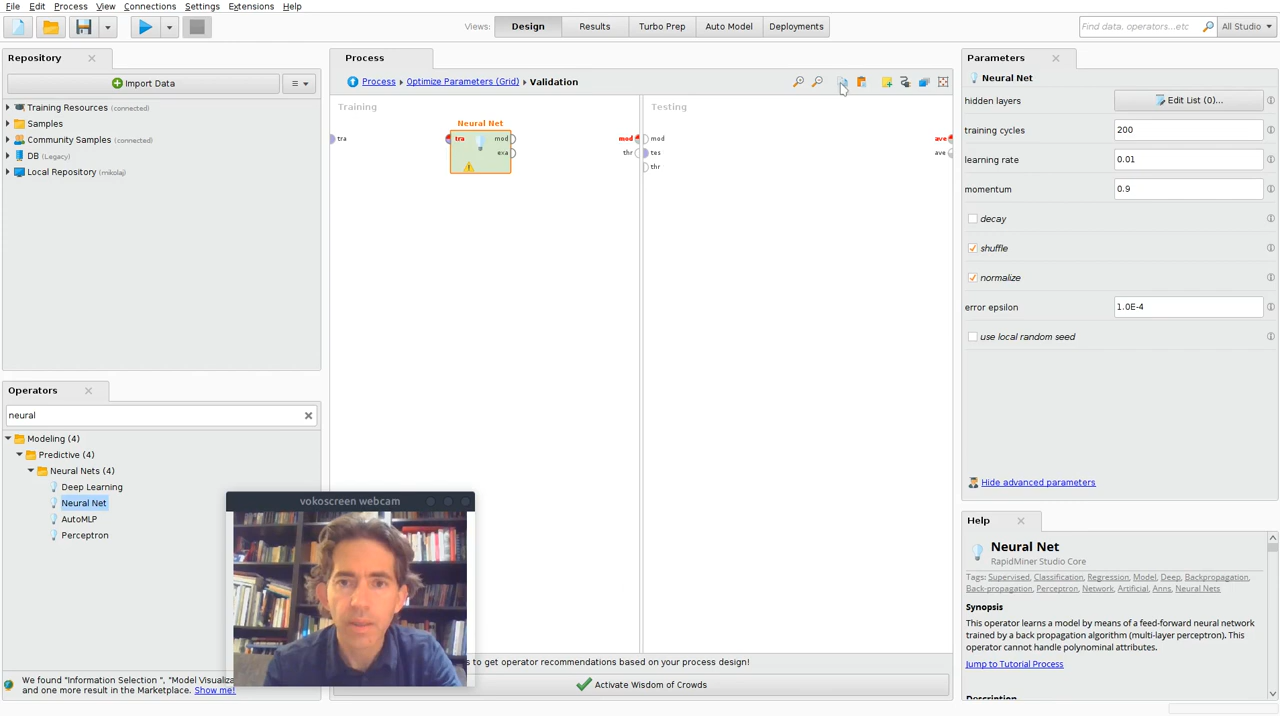 File Edit Process View Connections Settings Extensions Help
Views: Design Results Turbo Prep Auto Model Deployments
Find data, operators...etc All Studio
Repository
Import Data
Training Resources (connected)
Samples
Community Samples (connected)
DB (Legacy)
Local Repository (mikolaj)
Operators
neural
Modeling (4)
Predictive (4)
Neural Nets (4)
Deep Learning
Neural Net
AutoMLP
Perceptron
We found "Information Selection ", "Model Visualiza
and one more result in the Marketplace. Show me!
Process
Process Optimize Parameters (Grid) Validation
Training
Testing
Neural Net
tra tra mod mod mod ave
exa thr tes ave
thr
vokoscreen webcam
s to get operator recommendations based on your process design!
Activate Wisdom of Crowds
Parameters
Neural Net
hidden layers Edit List (0)...
training cycles 200
learning rate 0.01
momentum 0.9
decay
shuffle
normalize
error epsilon 1.0E-4
use local random seed
Hide advanced parameters
Help
Neural Net
RapidMiner Studio Core
Tags: Supervised, Classification, Regression, Model, Deep, Backpropagation,
Back-propagation, Perceptron, Network, Artificial, Anns, Neural Nets
Synopsis
This operator learns a model by means of a feed-forward neural network
trained by a back propagation algorithm (multi-layer perceptron). This
operator cannot handle polynominal attributes.
Jump to Tutorial Process